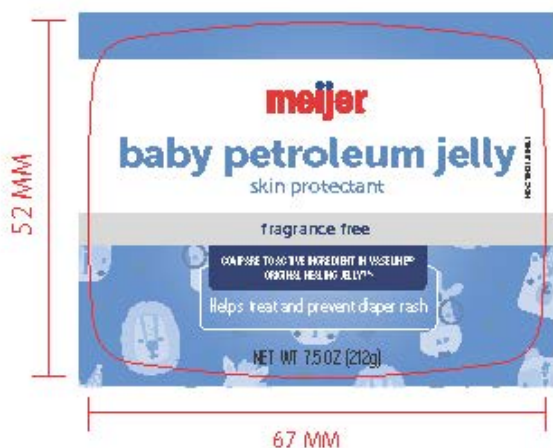 meijer
baby petroleum jelly
skin protectant
fragrance free
COMPARE TO ACTIVE INGREDIENT IN VASELINE®
ORIGINAL HEALING JELLY™*
Helps treat and prevent diaper rash
NET WT 7.5 OZ (212g)
52 MM
67 MM